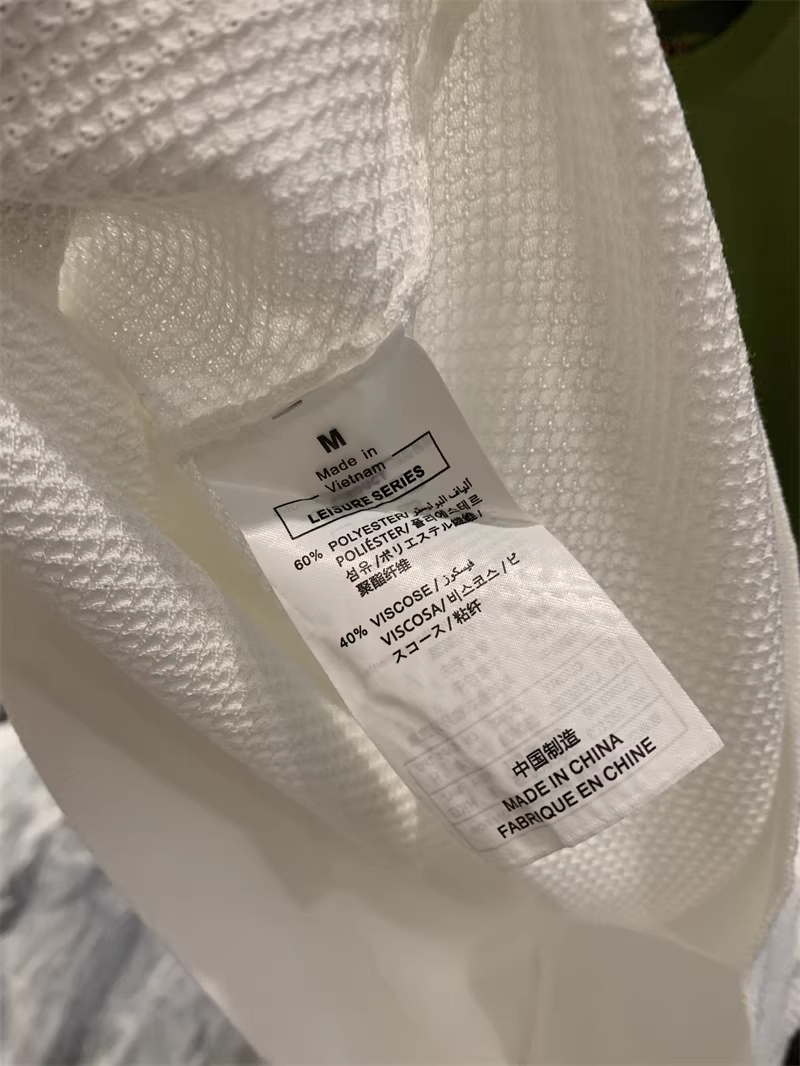 M
Made in
Vietnam
LEISURE SERIES
60% POLYESTER/ ألياف البوليستر
POLIÉSTER/ 폴리에스테르
섬유/ポリエステル繊維/
聚酯纤维
40% VISCOSE/ فيسكوز
VISCOSA/비스코스/ビ
スコース/粘纤
中国制造
MADE IN CHINA
FABRIQUE EN CHINE